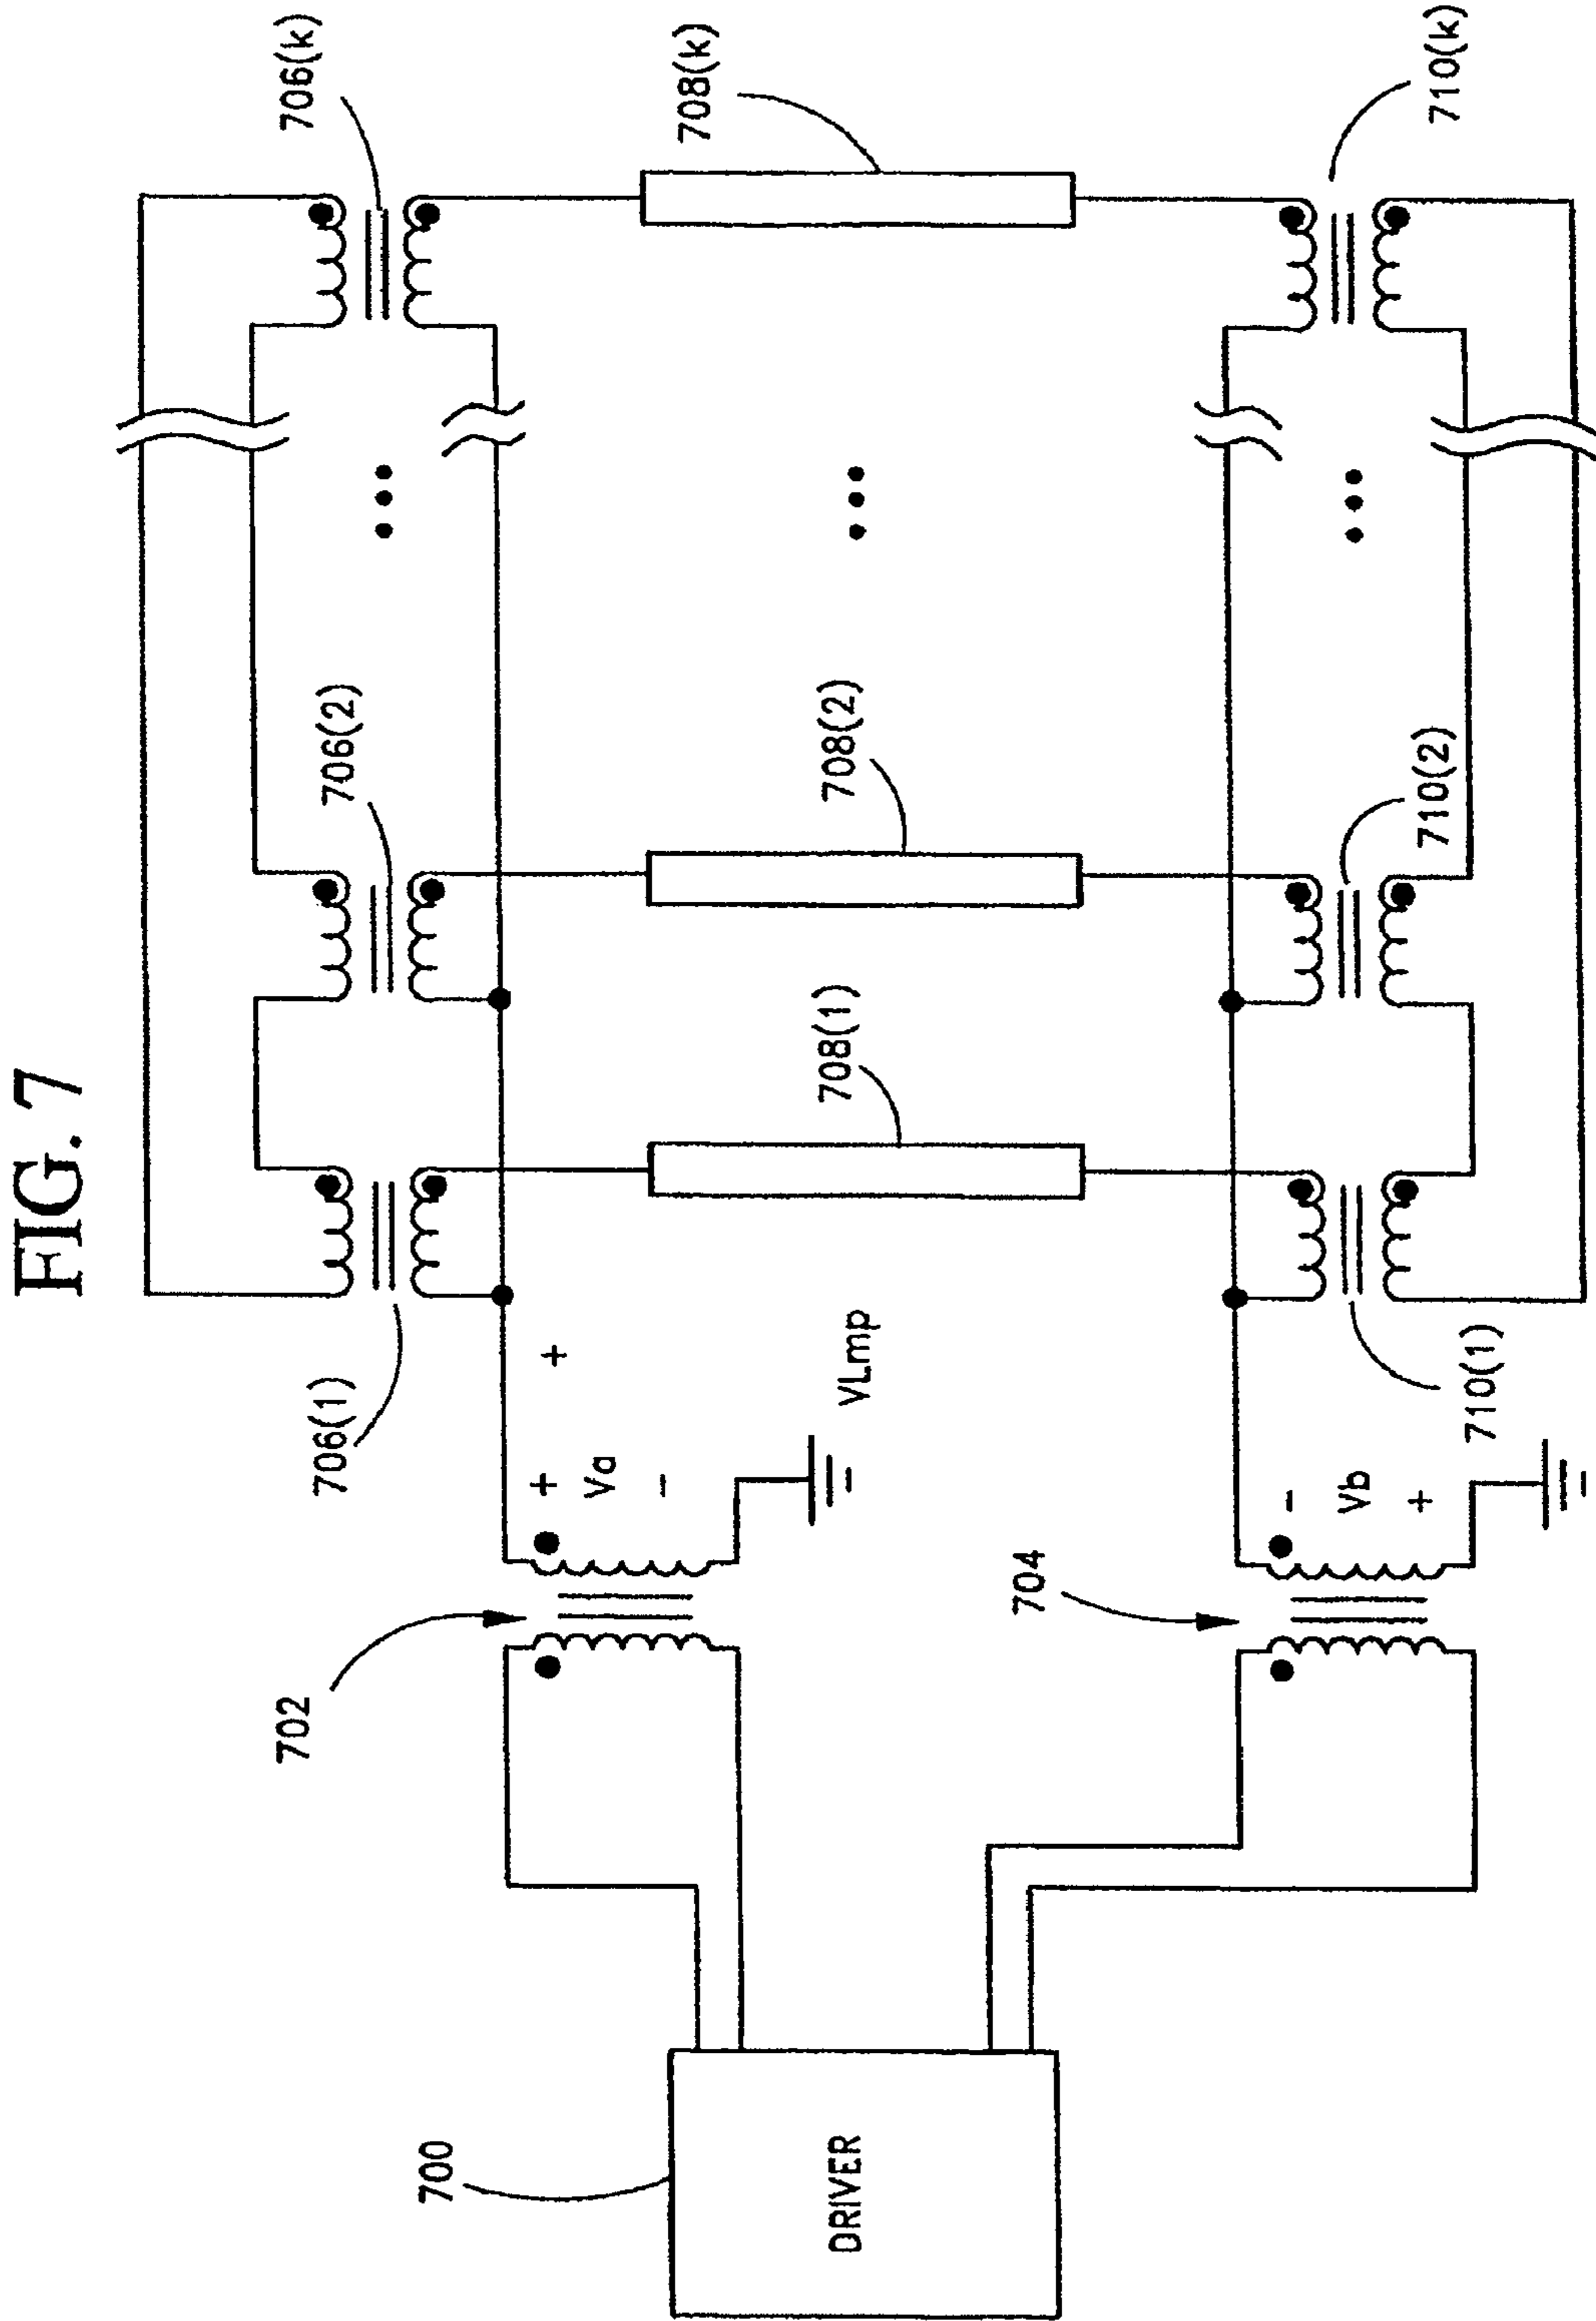 FIG. 7
706(1)
706(2)
706(k)
702
+
Va
-
+
VLmp
-
708(1)
708(2)
708(k)
700
DRIVER
704
-
Vb
+
-
710(1)
710(2)
710(k)